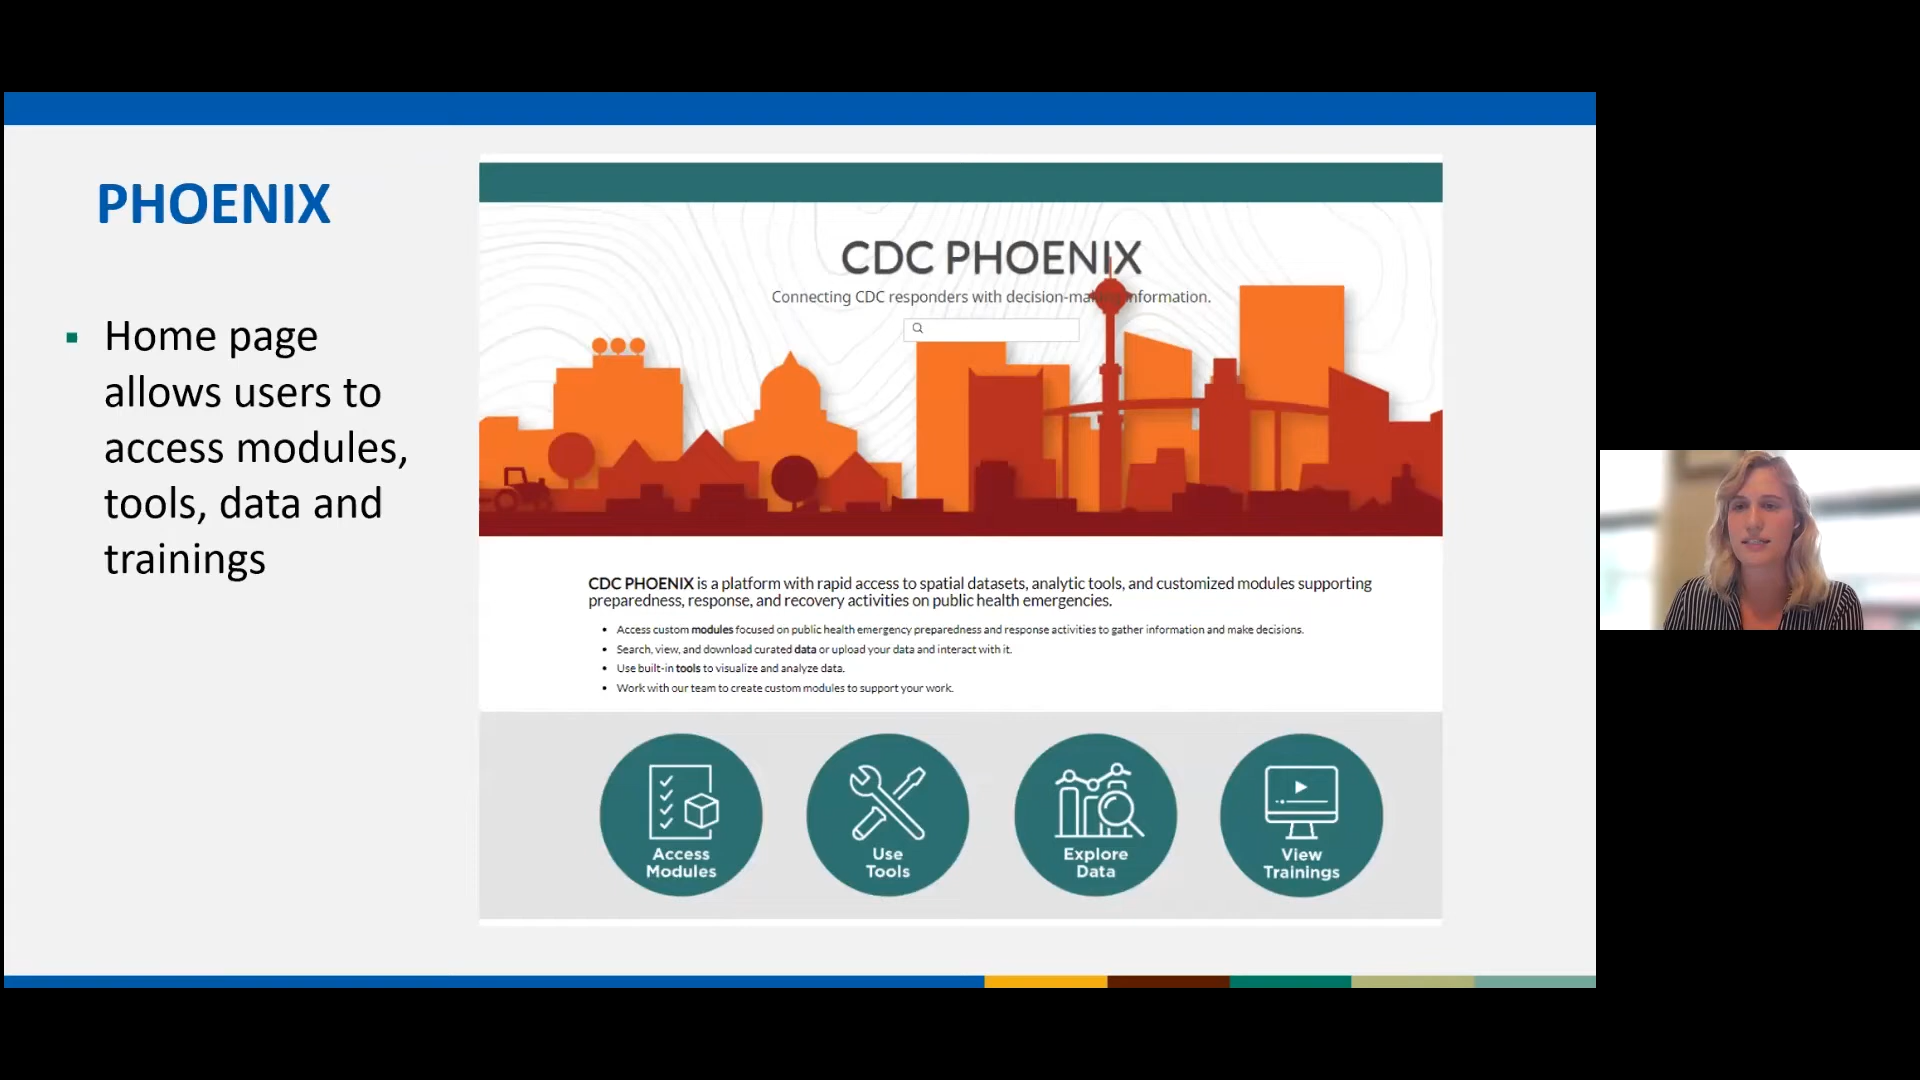 PHOENIX
Home page
allows users to
access modules,
tools, data and
trainings
CDC PHOENIX
Connecting CDC responders with decision-making information.
CDC PHOENIX is a platform with rapid access to spatial datasets, analytic tools, and customized modules supporting
preparedness, response, and recovery activities on public health emergencies.
Access custom modules focused on public health emergency preparedness and response activities to gather information and make decisions.
Search, view, and download curated data or upload your data and interact with it.
Use built-in tools to visualize and analyze data.
Work with our team to create custom modules to support your work.
Access
Modules
Use
Tools
Explore
Data
View
Trainings